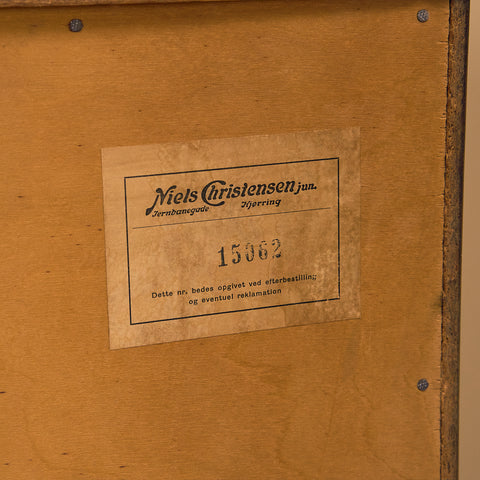 Niels Christensen jun.
Jernbanegade Hjørring
15062
Dette nr. bedes opgivet ved efterbestilling
og eventuel reklamation